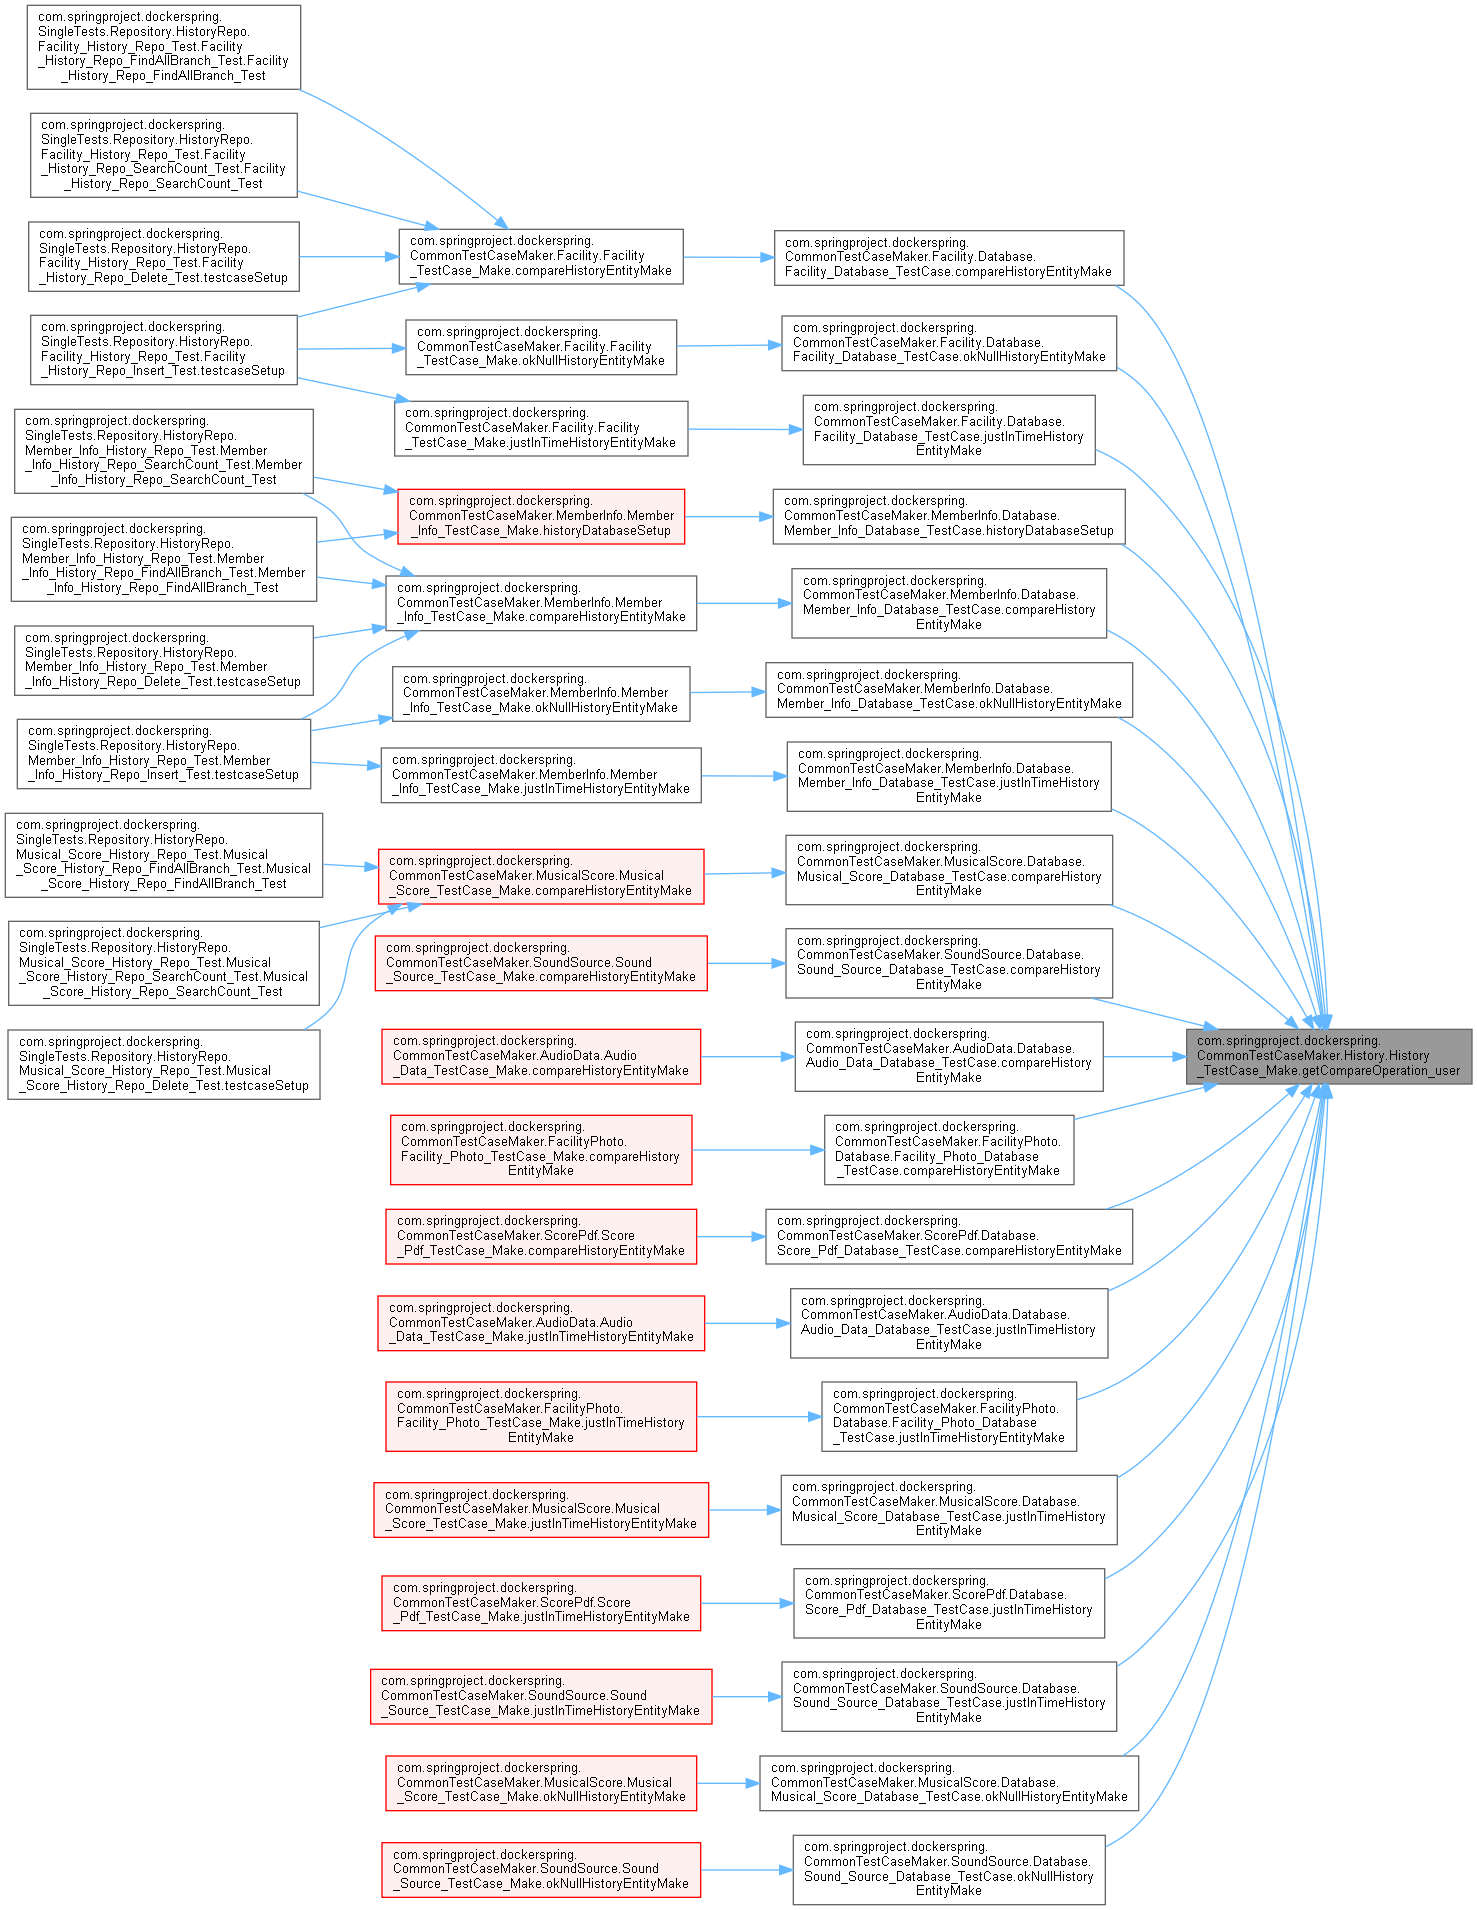 com.springproject.dockerspring.
SingleTests.Repository.HistoryRepo.
Facility_History_Repo_Test.Facility
_History_Repo_FindAllBranch_Test.Facility
_History_Repo_FindAllBranch_Test
com.springproject.dockerspring.
SingleTests.Repository.HistoryRepo.
Facility_History_Repo_Test.Facility
_History_Repo_SearchCount_Test.Facility
_History_Repo_SearchCount_Test
com.springproject.dockerspring.
SingleTests.Repository.HistoryRepo.
Facility_History_Repo_Test.Facility
_History_Repo_Delete_Test.testcaseSetup
com.springproject.dockerspring.
SingleTests.Repository.HistoryRepo.
Facility_History_Repo_Test.Facility
_History_Repo_Insert_Test.testcaseSetup
com.springproject.dockerspring.
SingleTests.Repository.HistoryRepo.
Member_Info_History_Repo_Test.Member
_Info_History_Repo_SearchCount_Test.Member
_Info_History_Repo_SearchCount_Test
com.springproject.dockerspring.
SingleTests.Repository.HistoryRepo.
Member_Info_History_Repo_Test.Member
_Info_History_Repo_FindAllBranch_Test.Member
_Info_History_Repo_FindAllBranch_Test
com.springproject.dockerspring.
SingleTests.Repository.HistoryRepo.
Member_Info_History_Repo_Test.Member
_Info_History_Repo_Delete_Test.testcaseSetup
com.springproject.dockerspring.
SingleTests.Repository.HistoryRepo.
Member_Info_History_Repo_Test.Member
_Info_History_Repo_Insert_Test.testcaseSetup
com.springproject.dockerspring.
SingleTests.Repository.HistoryRepo.
Musical_Score_History_Repo_Test.Musical
_Score_History_Repo_FindAllBranch_Test.Musical
_Score_History_Repo_FindAllBranch_Test
com.springproject.dockerspring.
SingleTests.Repository.HistoryRepo.
Musical_Score_History_Repo_Test.Musical
_Score_History_Repo_SearchCount_Test.Musical
_Score_History_Repo_SearchCount_Test
com.springproject.dockerspring.
SingleTests.Repository.HistoryRepo.
Musical_Score_History_Repo_Test.Musical
_Score_History_Repo_Delete_Test.testcaseSetup
com.springproject.dockerspring.
CommonTestCaseMaker.Facility.Facility
_TestCase_Make.compareHistoryEntityMake
com.springproject.dockerspring.
CommonTestCaseMaker.Facility.Facility
_TestCase_Make.okNullHistoryEntityMake
com.springproject.dockerspring.
CommonTestCaseMaker.Facility.Facility
_TestCase_Make.justInTimeHistoryEntityMake
com.springproject.dockerspring.
CommonTestCaseMaker.MemberInfo.Member
_Info_TestCase_Make.historyDatabaseSetup
com.springproject.dockerspring.
CommonTestCaseMaker.MemberInfo.Member
_Info_TestCase_Make.compareHistoryEntityMake
com.springproject.dockerspring.
CommonTestCaseMaker.MemberInfo.Member
_Info_TestCase_Make.okNullHistoryEntityMake
com.springproject.dockerspring.
CommonTestCaseMaker.MemberInfo.Member
_Info_TestCase_Make.justInTimeHistoryEntityMake
com.springproject.dockerspring.
CommonTestCaseMaker.MusicalScore.Musical
_Score_TestCase_Make.compareHistoryEntityMake
com.springproject.dockerspring.
CommonTestCaseMaker.SoundSource.Sound
_Source_TestCase_Make.compareHistoryEntityMake
com.springproject.dockerspring.
CommonTestCaseMaker.AudioData.Audio
_Data_TestCase_Make.compareHistoryEntityMake
com.springproject.dockerspring.
CommonTestCaseMaker.FacilityPhoto.
Facility_Photo_TestCase_Make.compareHistory
EntityMake
com.springproject.dockerspring.
CommonTestCaseMaker.ScorePdf.Score
_Pdf_TestCase_Make.compareHistoryEntityMake
com.springproject.dockerspring.
CommonTestCaseMaker.AudioData.Audio
_Data_TestCase_Make.justInTimeHistoryEntityMake
com.springproject.dockerspring.
CommonTestCaseMaker.FacilityPhoto.
Facility_Photo_TestCase_Make.justInTimeHistory
EntityMake
com.springproject.dockerspring.
CommonTestCaseMaker.MusicalScore.Musical
_Score_TestCase_Make.justInTimeHistoryEntityMake
com.springproject.dockerspring.
CommonTestCaseMaker.ScorePdf.Score
_Pdf_TestCase_Make.justInTimeHistoryEntityMake
com.springproject.dockerspring.
CommonTestCaseMaker.SoundSource.Sound
_Source_TestCase_Make.justInTimeHistoryEntityMake
com.springproject.dockerspring.
CommonTestCaseMaker.MusicalScore.Musical
_Score_TestCase_Make.okNullHistoryEntityMake
com.springproject.dockerspring.
CommonTestCaseMaker.SoundSource.Sound
_Source_TestCase_Make.okNullHistoryEntityMake
com.springproject.dockerspring.
CommonTestCaseMaker.Facility.Database.
Facility_Database_TestCase.compareHistoryEntityMake
com.springproject.dockerspring.
CommonTestCaseMaker.Facility.Database.
Facility_Database_TestCase.okNullHistoryEntityMake
com.springproject.dockerspring.
CommonTestCaseMaker.Facility.Database.
Facility_Database_TestCase.justInTimeHistory
EntityMake
com.springproject.dockerspring.
CommonTestCaseMaker.MemberInfo.Database.
Member_Info_Database_TestCase.historyDatabaseSetup
com.springproject.dockerspring.
CommonTestCaseMaker.MemberInfo.Database.
Member_Info_Database_TestCase.compareHistory
EntityMake
com.springproject.dockerspring.
CommonTestCaseMaker.MemberInfo.Database.
Member_Info_Database_TestCase.okNullHistoryEntityMake
com.springproject.dockerspring.
CommonTestCaseMaker.MemberInfo.Database.
Member_Info_Database_TestCase.justInTimeHistory
EntityMake
com.springproject.dockerspring.
CommonTestCaseMaker.MusicalScore.Database.
Musical_Score_Database_TestCase.compareHistory
EntityMake
com.springproject.dockerspring.
CommonTestCaseMaker.SoundSource.Database.
Sound_Source_Database_TestCase.compareHistory
EntityMake
com.springproject.dockerspring.
CommonTestCaseMaker.AudioData.Database.
Audio_Data_Database_TestCase.compareHistory
EntityMake
com.springproject.dockerspring.
CommonTestCaseMaker.FacilityPhoto.
Database.Facility_Photo_Database
_TestCase.compareHistoryEntityMake
com.springproject.dockerspring.
CommonTestCaseMaker.ScorePdf.Database.
Score_Pdf_Database_TestCase.compareHistoryEntityMake
com.springproject.dockerspring.
CommonTestCaseMaker.AudioData.Database.
Audio_Data_Database_TestCase.justInTimeHistory
EntityMake
com.springproject.dockerspring.
CommonTestCaseMaker.FacilityPhoto.
Database.Facility_Photo_Database
_TestCase.justInTimeHistoryEntityMake
com.springproject.dockerspring.
CommonTestCaseMaker.MusicalScore.Database.
Musical_Score_Database_TestCase.justInTimeHistory
EntityMake
com.springproject.dockerspring.
CommonTestCaseMaker.ScorePdf.Database.
Score_Pdf_Database_TestCase.justInTimeHistory
EntityMake
com.springproject.dockerspring.
CommonTestCaseMaker.SoundSource.Database.
Sound_Source_Database_TestCase.justInTimeHistory
EntityMake
com.springproject.dockerspring.
CommonTestCaseMaker.MusicalScore.Database.
Musical_Score_Database_TestCase.okNullHistoryEntityMake
com.springproject.dockerspring.
CommonTestCaseMaker.SoundSource.Database.
Sound_Source_Database_TestCase.okNullHistory
EntityMake
com.springproject.dockerspring.
CommonTestCaseMaker.History.History
_TestCase_Make.getCompareOperation_user